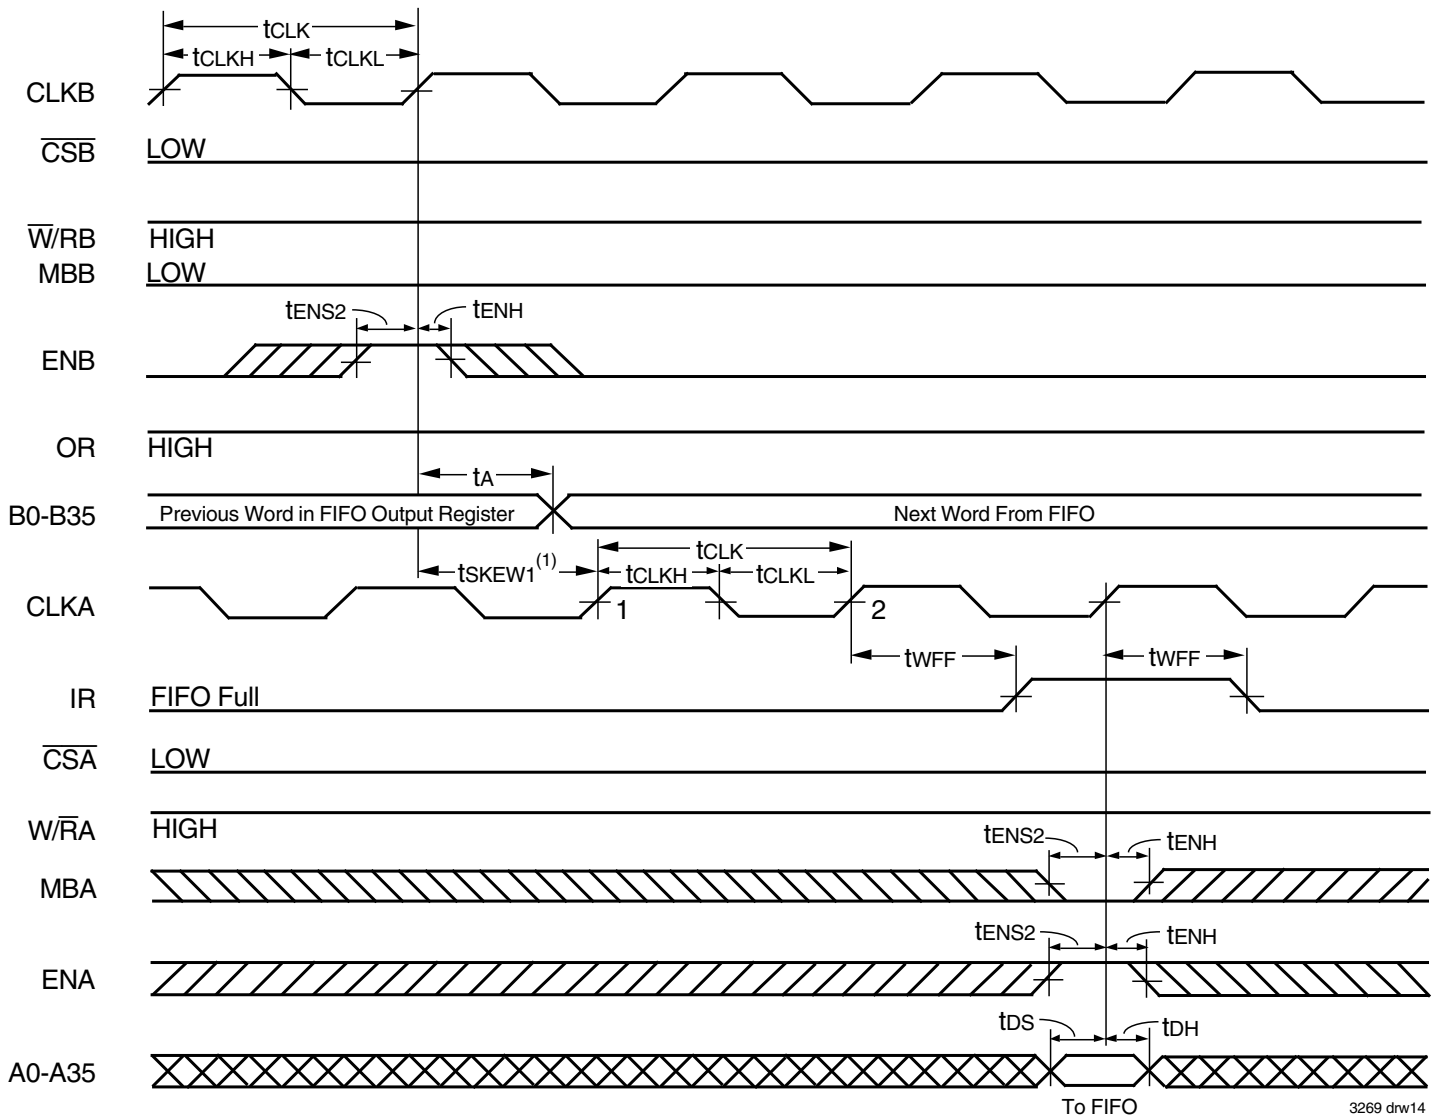 tCLK
tCLKH tCLKL
CLKB
CSB LOW
W/RB HIGH
MBB LOW
tENS2 tENH
ENB
OR HIGH
tA
B0-B35 Previous Word in FIFO Output Register Next Word From FIFO
tCLK
tSKEW1(1) tCLKH tCLKL
CLKA 1 2
tWFF tWFF
IR FIFO Full
CSA LOW
W/RA HIGH
tENS2 tENH
MBA
tENS2 tENH
ENA
tDS tDH
A0-A35
To FIFO 3269 drw14